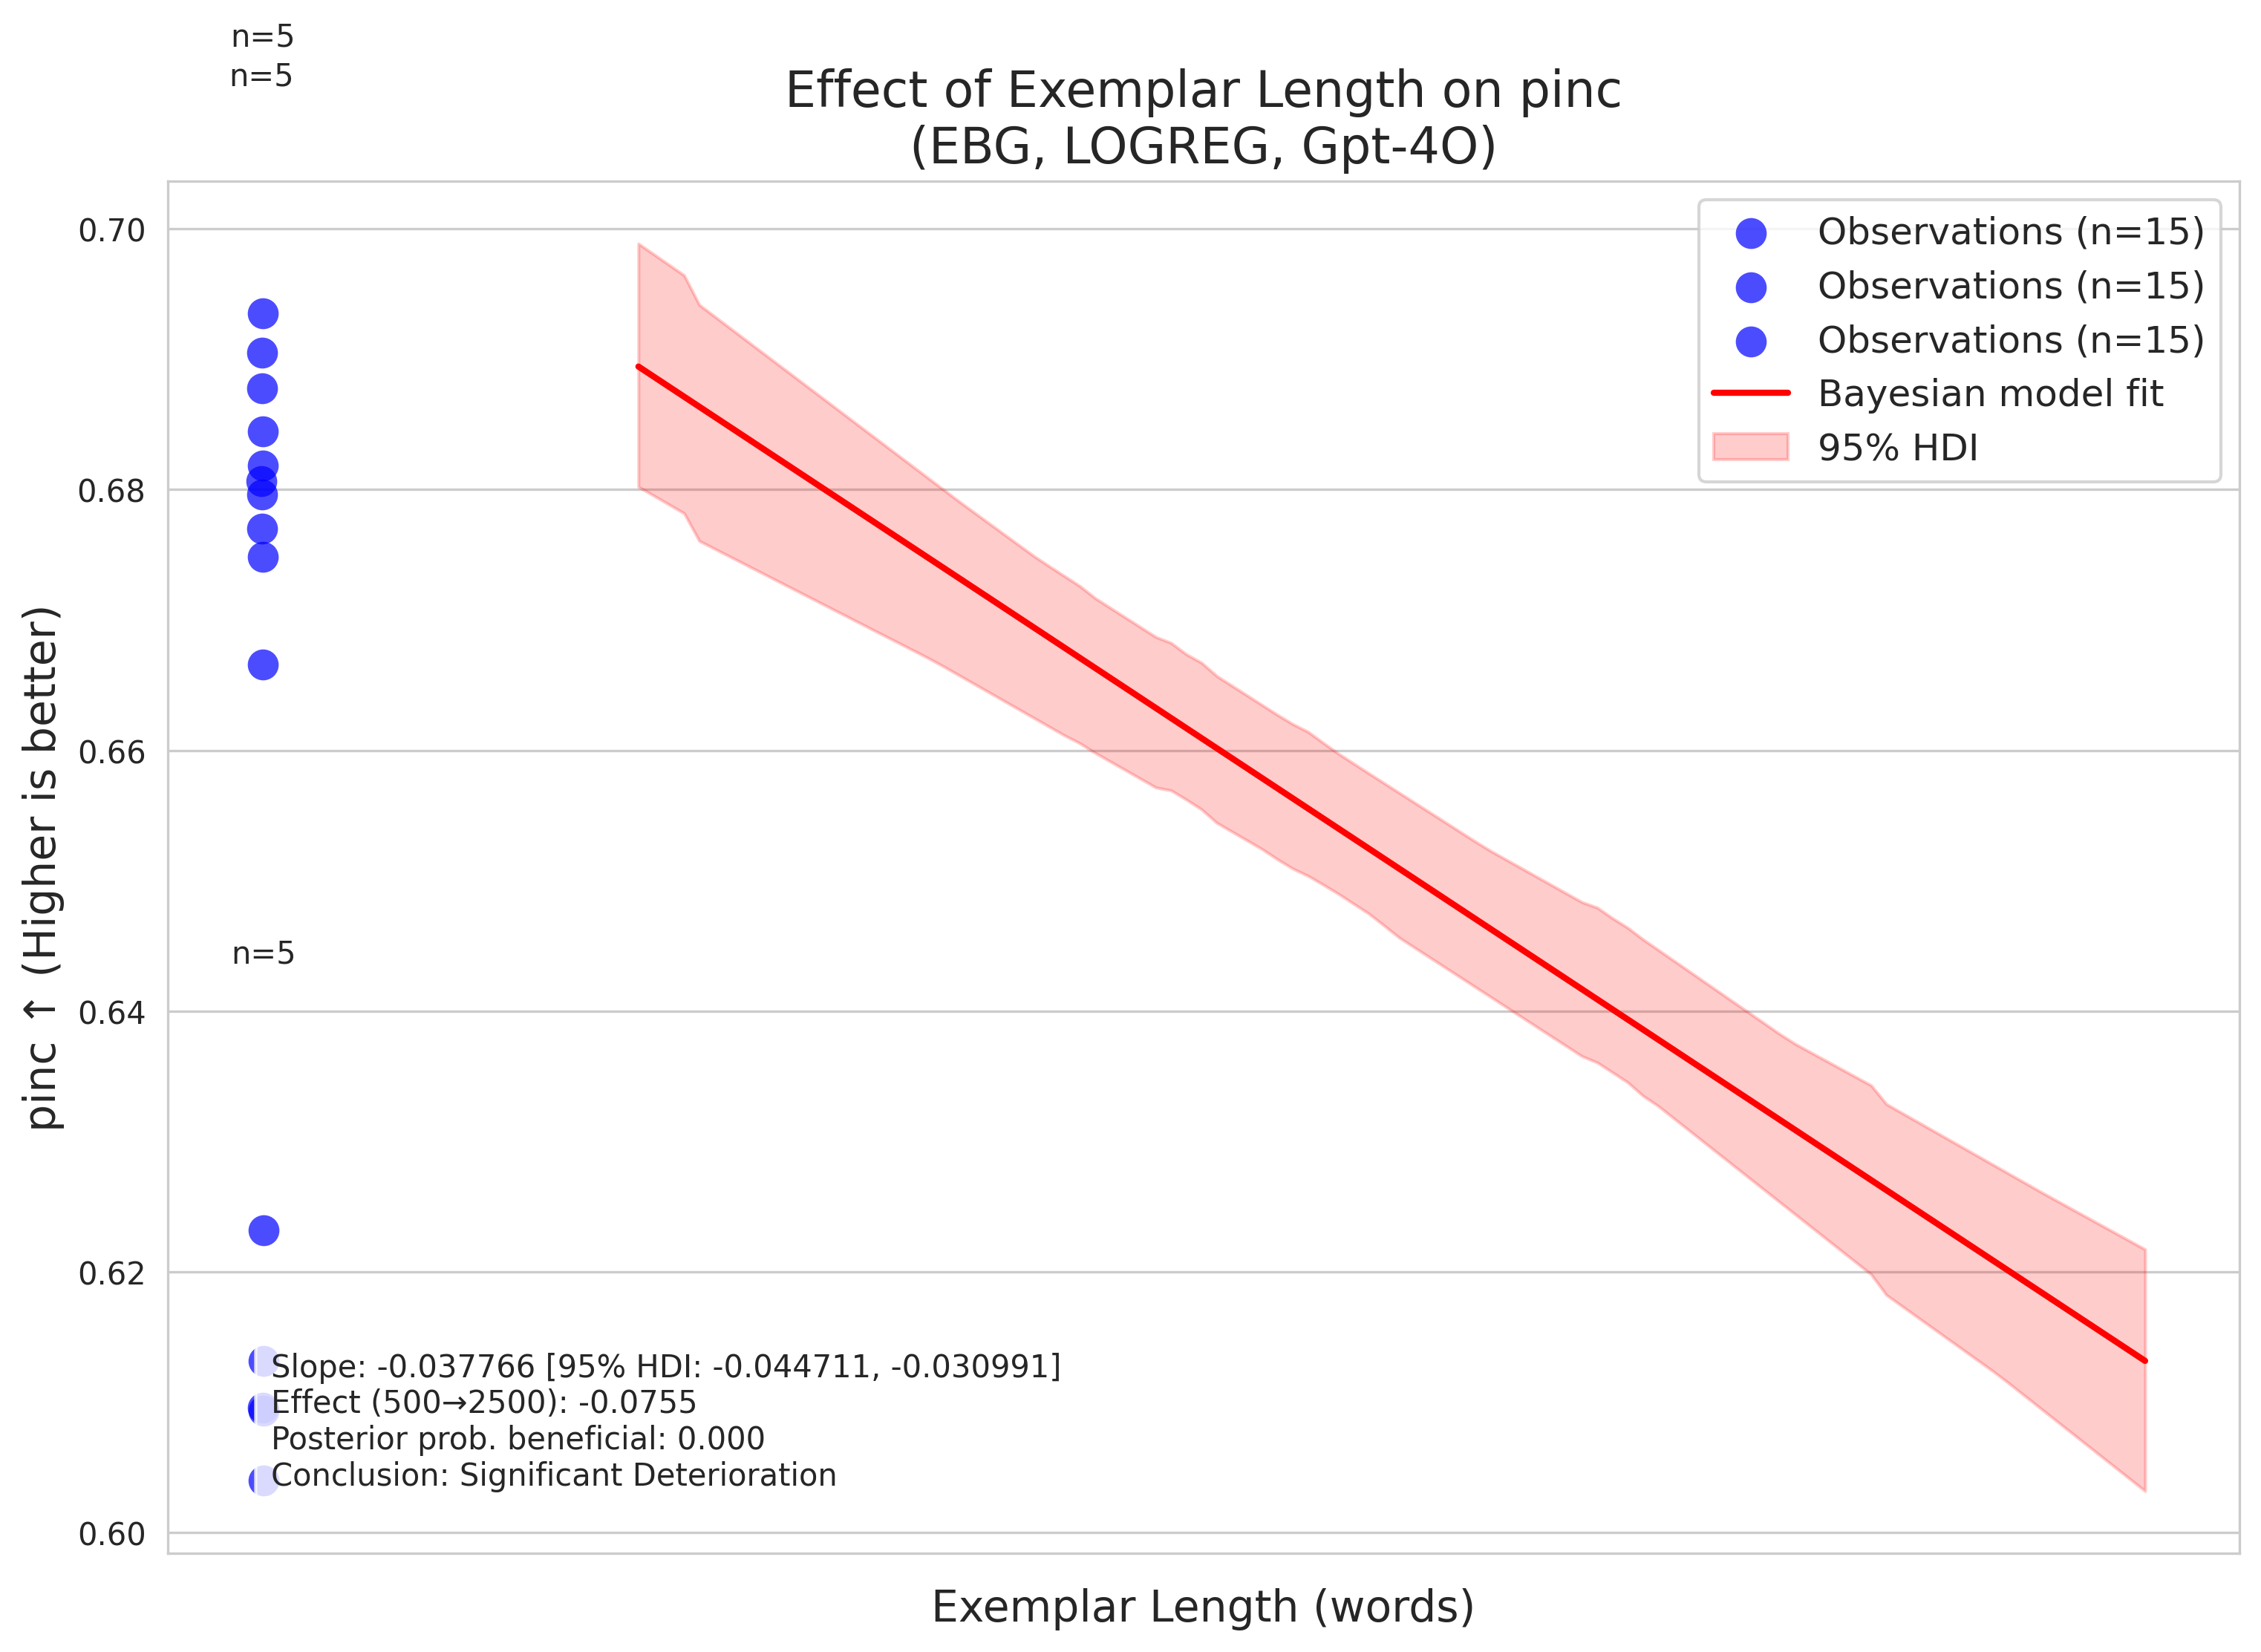 n=5
n=5
Effect of Exemplar Length on pinc
(EBG, LOGREG, Gpt-4O)
Observations (n=15)
Observations (n=15)
Observations (n=15)
Bayesian model fit
95% HDI
0.70
0.68
0.66
0.64
0.62
0.60
pinc ↑ (Higher is better)
n=5
Slope: -0.037766 [95% HDI: -0.044711, -0.030991]
Effect (500→2500): -0.0755
Posterior prob. beneficial: 0.000
Conclusion: Significant Deterioration
Exemplar Length (words)